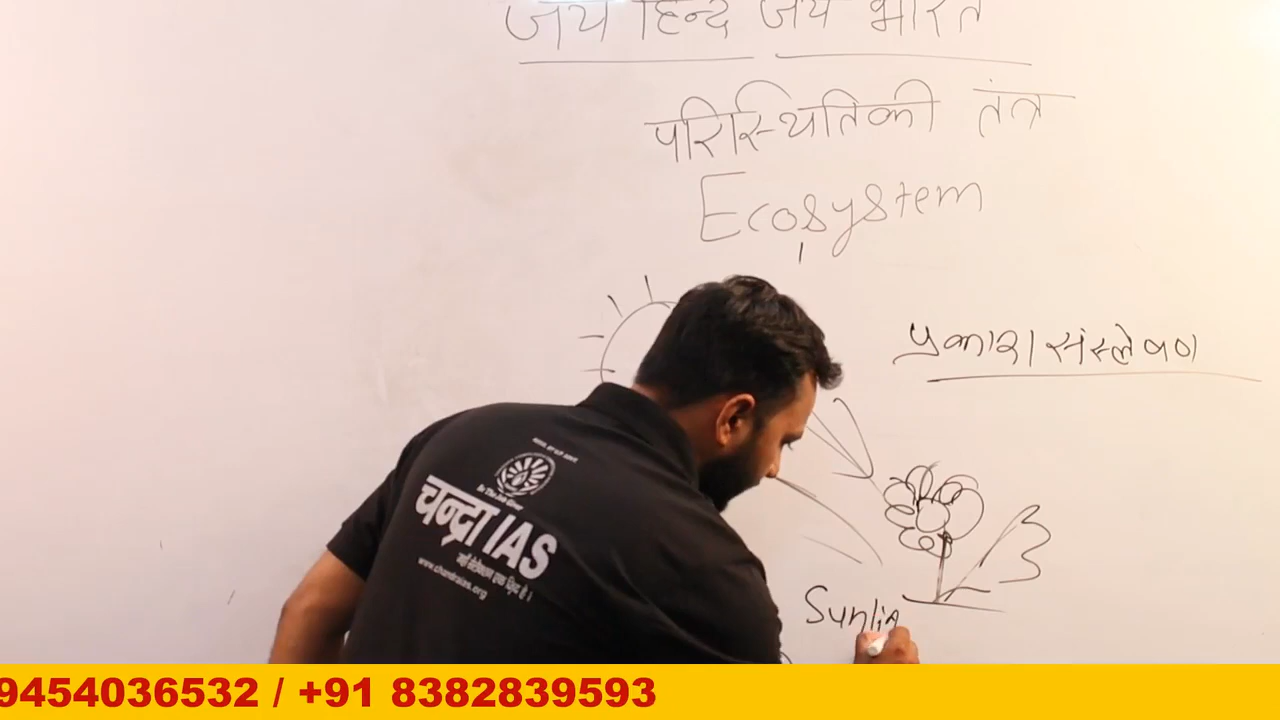 जय हिन्द जय भारत
परिस्थितिकी तंत्र
Ecosystem
प्रकाश संस्लेषण
चन्द्रा IAS
www.chandraias.org
Sunlig
9454036532 / +91 8382839593